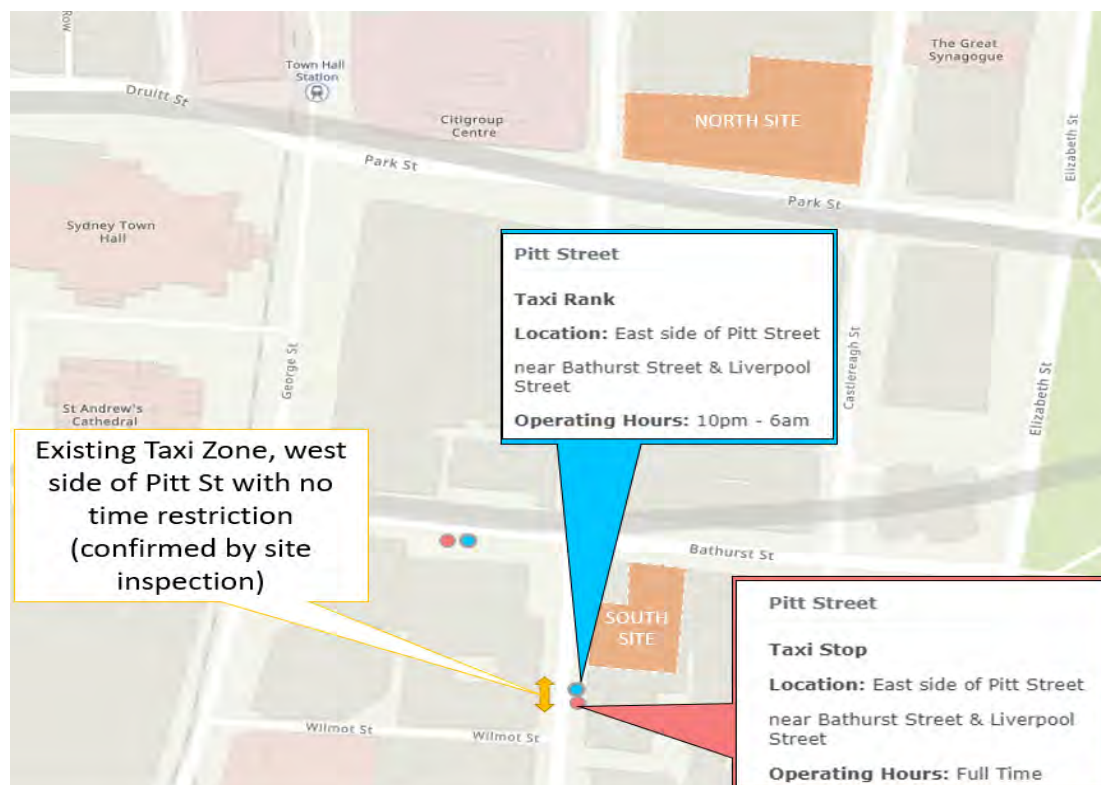 Row
Town Hall
Station
The Great
Synagogue
Druitt St
Citigroup
Centre
NORTH SITE
Elizabeth St
Park St
Park St
Sydney Town
Hall
Pitt Street
Taxi Rank
Location: East side of Pitt Street
near Bathurst Street & Liverpool
Street
Operating Hours: 10pm - 6am
George St
Castlereagh St
Elizabeth St
St Andrew's
Cathedral
Existing Taxi Zone, west
side of Pitt St with no
time restriction
(confirmed by site
inspection)
Bathurst St
SOUTH
SITE
Pitt Street
Taxi Stop
Location: East side of Pitt Street
near Bathurst Street & Liverpool
Street
Operating Hours: Full Time
Wilmot St
Wilmot St